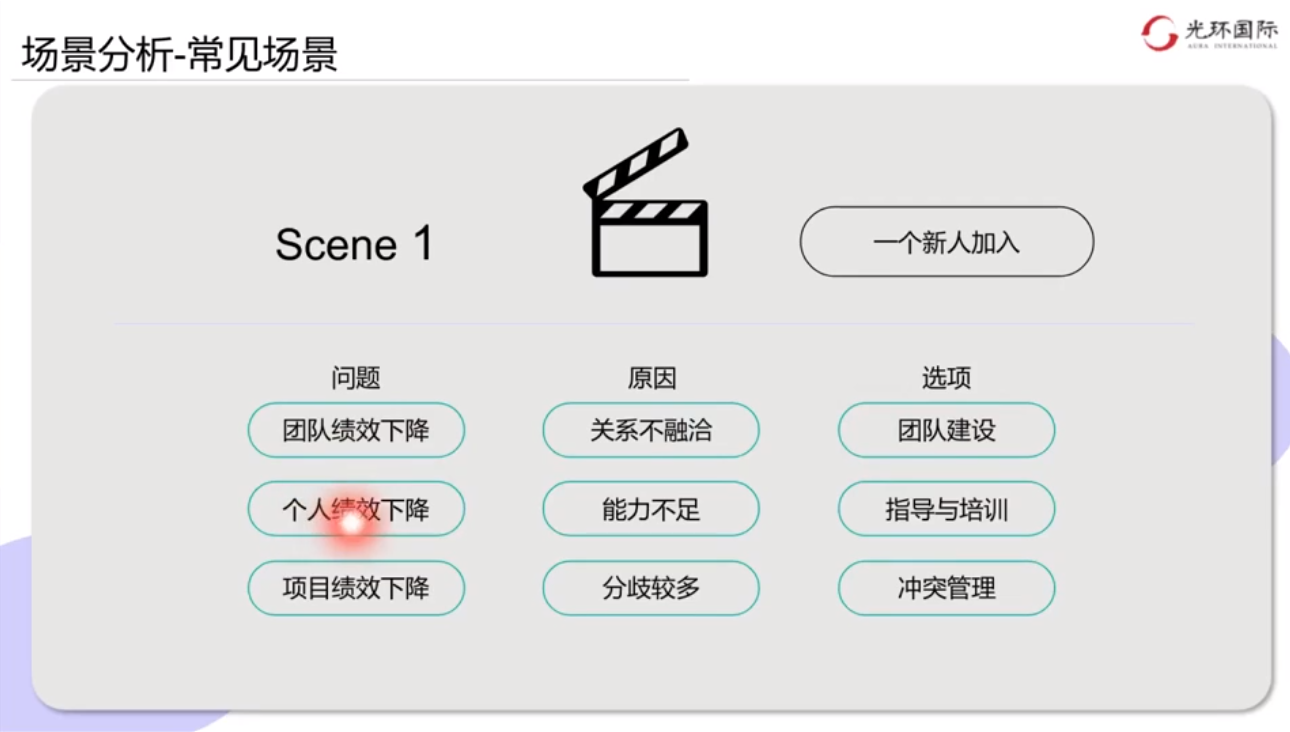 场景分析-常见场景
光环国际
AURA INTERNATIONAL
Scene 1
一个新人加入
问题 原因 选项
团队绩效下降 关系不融洽 团队建设
个人绩效下降 能力不足 指导与培训
项目绩效下降 分歧较多 冲突管理